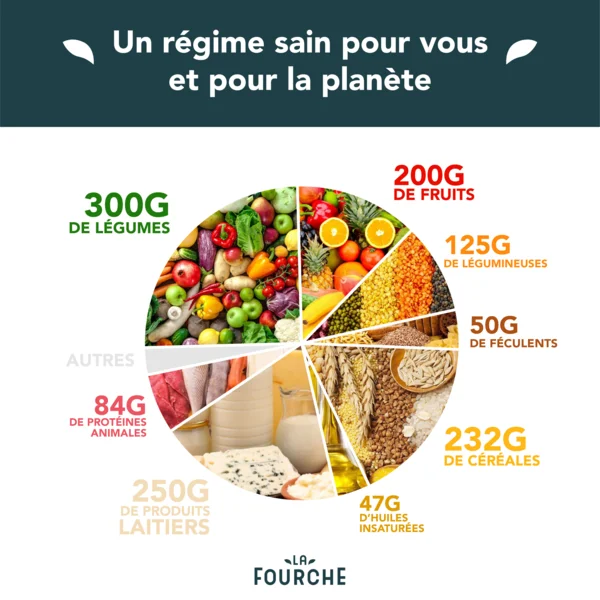 Un régime sain pour vous
et pour la planète
300G
DE LÉGUMES
200G
DE FRUITS
125G
DE LÉGUMINEUSES
50G
DE FÉCULENTS
232G
DE CÉRÉALES
47G
D'HUILES
INSATURÉES
250G
DE PRODUITS
LAITIERS
84G
DE PROTÉINES
ANIMALES
AUTRES
LA
FOURCHE